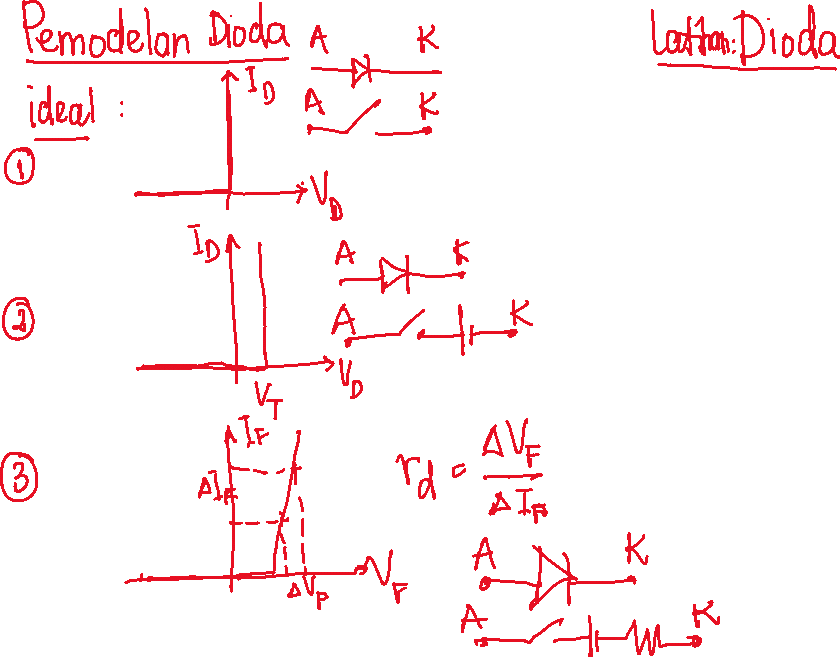 Pemodelan Dioda
ideal :
Latihan: Dioda
①
I_D
V_D
A K
A K
②
I_D
V_D
V_T
A K
A K
③
I_F
ΔI_F
V_F
ΔV_F
r_d = ΔV_F / ΔI_F
A K
A K